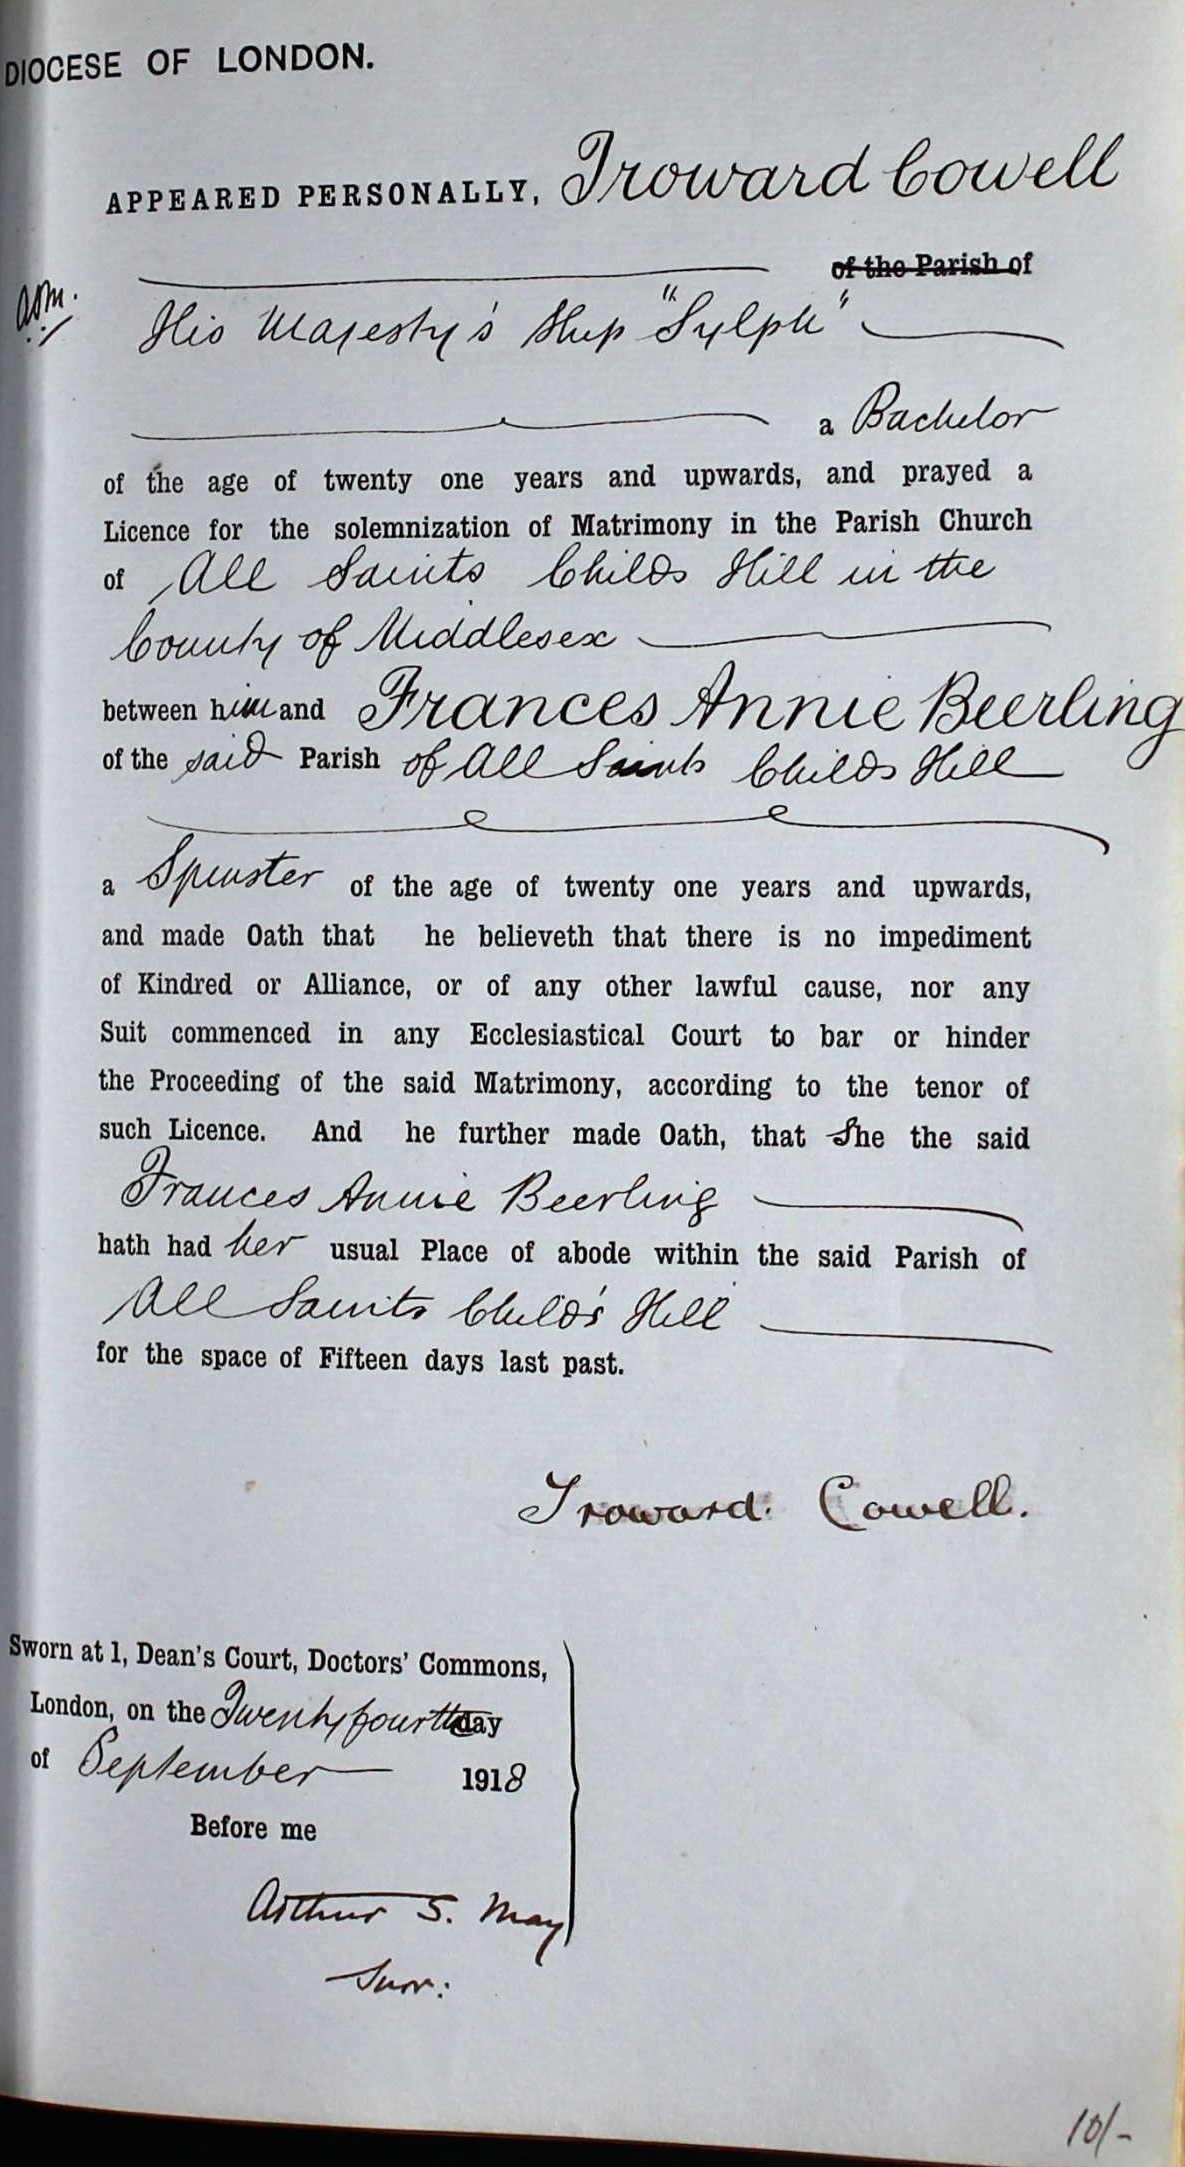 DIOCESE OF LONDON.
APPEARED PERSONALLY, Troward Cowell
of the Parish of
asm.
His Majesty's Ship "Sylph"
a Bachelor
of the age of twenty one years and upwards, and prayed a
Licence for the solemnization of Matrimony in the Parish Church
of All Saints Childs Hill in the
County of Middlesex
between him and Frances Annie Beerling
of the said Parish of All Saints Childs Hill
a Spinster of the age of twenty one years and upwards,
and made Oath that he believeth that there is no impediment
of Kindred or Alliance, or of any other lawful cause, nor any
Suit commenced in any Ecclesiastical Court to bar or hinder
the Proceeding of the said Matrimony, according to the tenor of
such Licence. And he further made Oath, that She the said
Frances Annie Beerling
hath had her usual Place of abode within the said Parish of
All Saints Child's Hill
for the space of Fifteen days last past.
Troward. Cowell.
Sworn at 1, Dean's Court, Doctors' Commons,
London, on the Twenty fourth day
of September 1918
Before me
Arthur S. May
Surr:
10/-